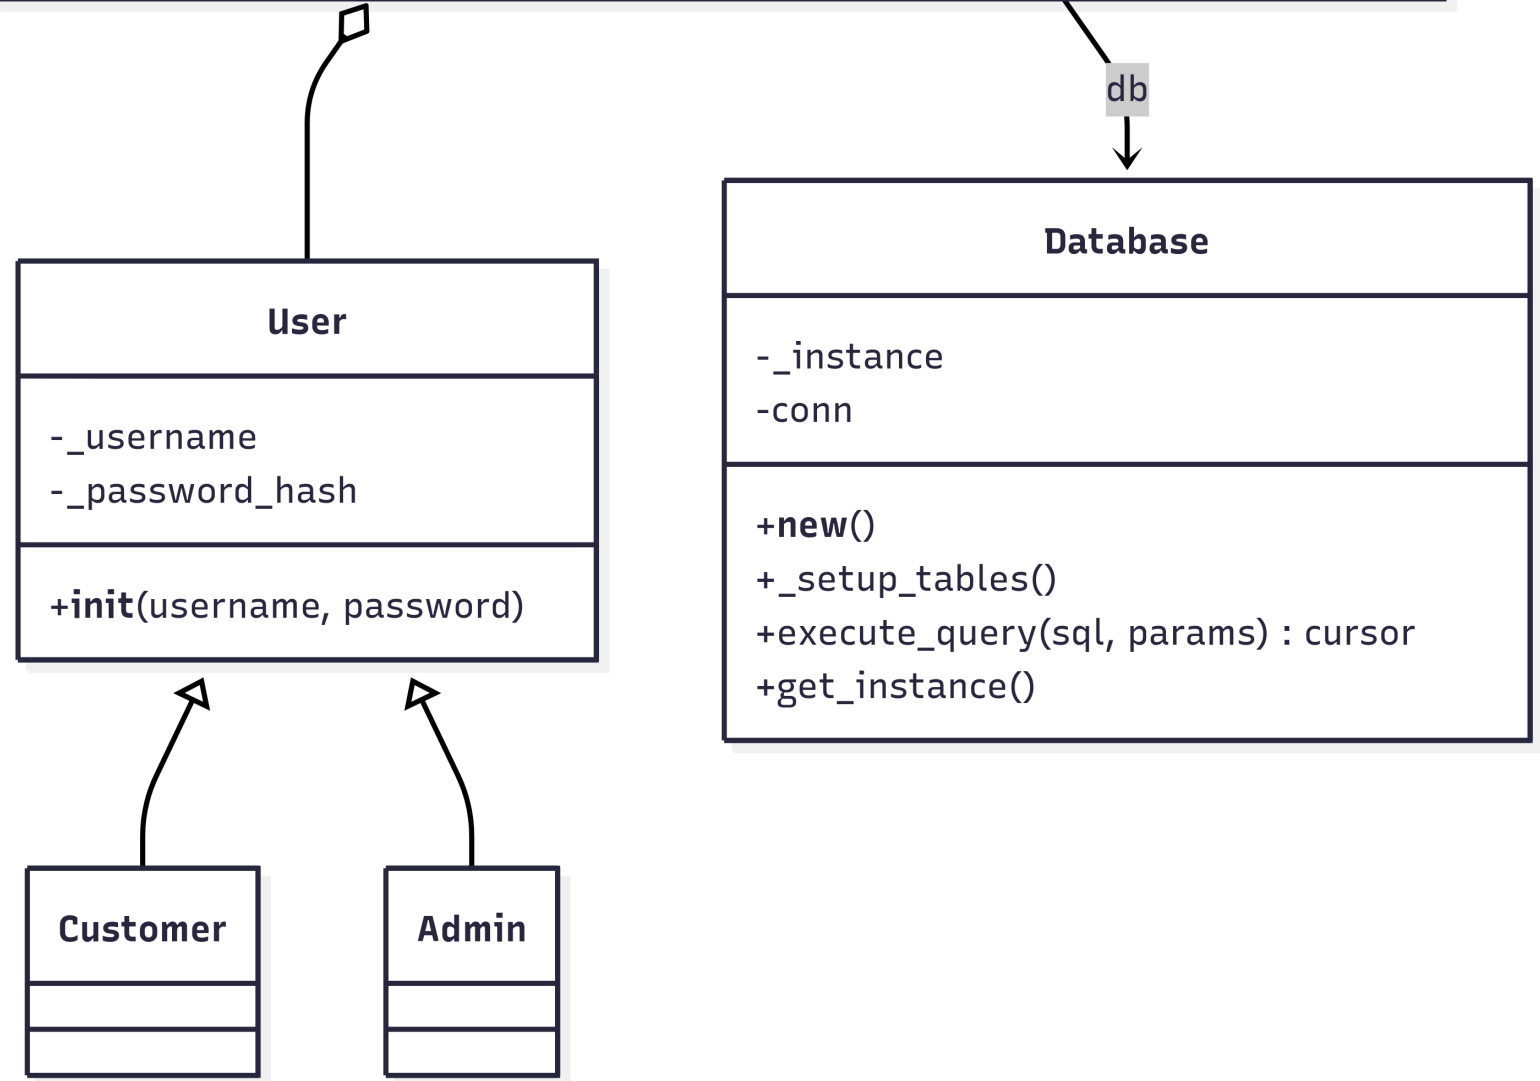 db
User
-_username
-_password_hash
+init(username, password)
Database
-_instance
-conn
+new()
+_setup_tables()
+execute_query(sql, params) : cursor
+get_instance()
Customer
Admin